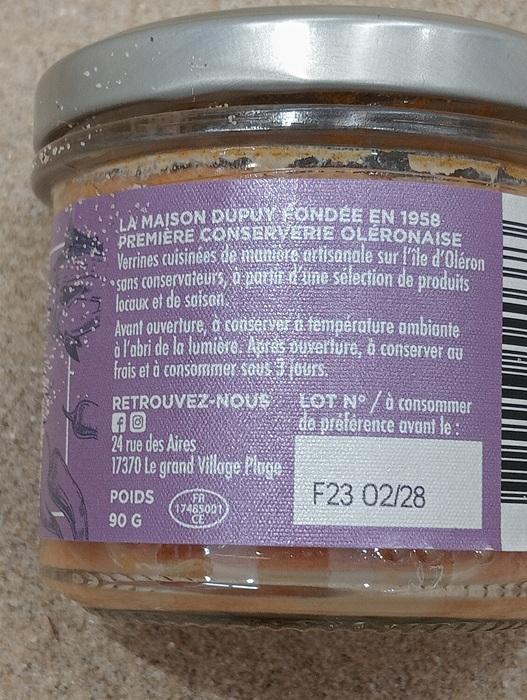 LA MAISON DUPUY FONDÉE EN 1958
PREMIÈRE CONSERVERIE OLÉRONAISE
Verrines cuisinées de manière artisanale sur l'île d'Oléron
sans conservateurs, à partir d'une sélection de produits
locaux et de saison.
Avant ouverture, à conserver à température ambiante
à l'abri de la lumière. Après ouverture, à conserver au
frais et à consommer sous 3 jours.
RETROUVEZ-NOUS
24 rue des Aires
17370 Le grand Village Plage
POIDS
90 G
FR
17485001
CE
LOT N° / à consommer
de préférence avant le :
F23 02/28